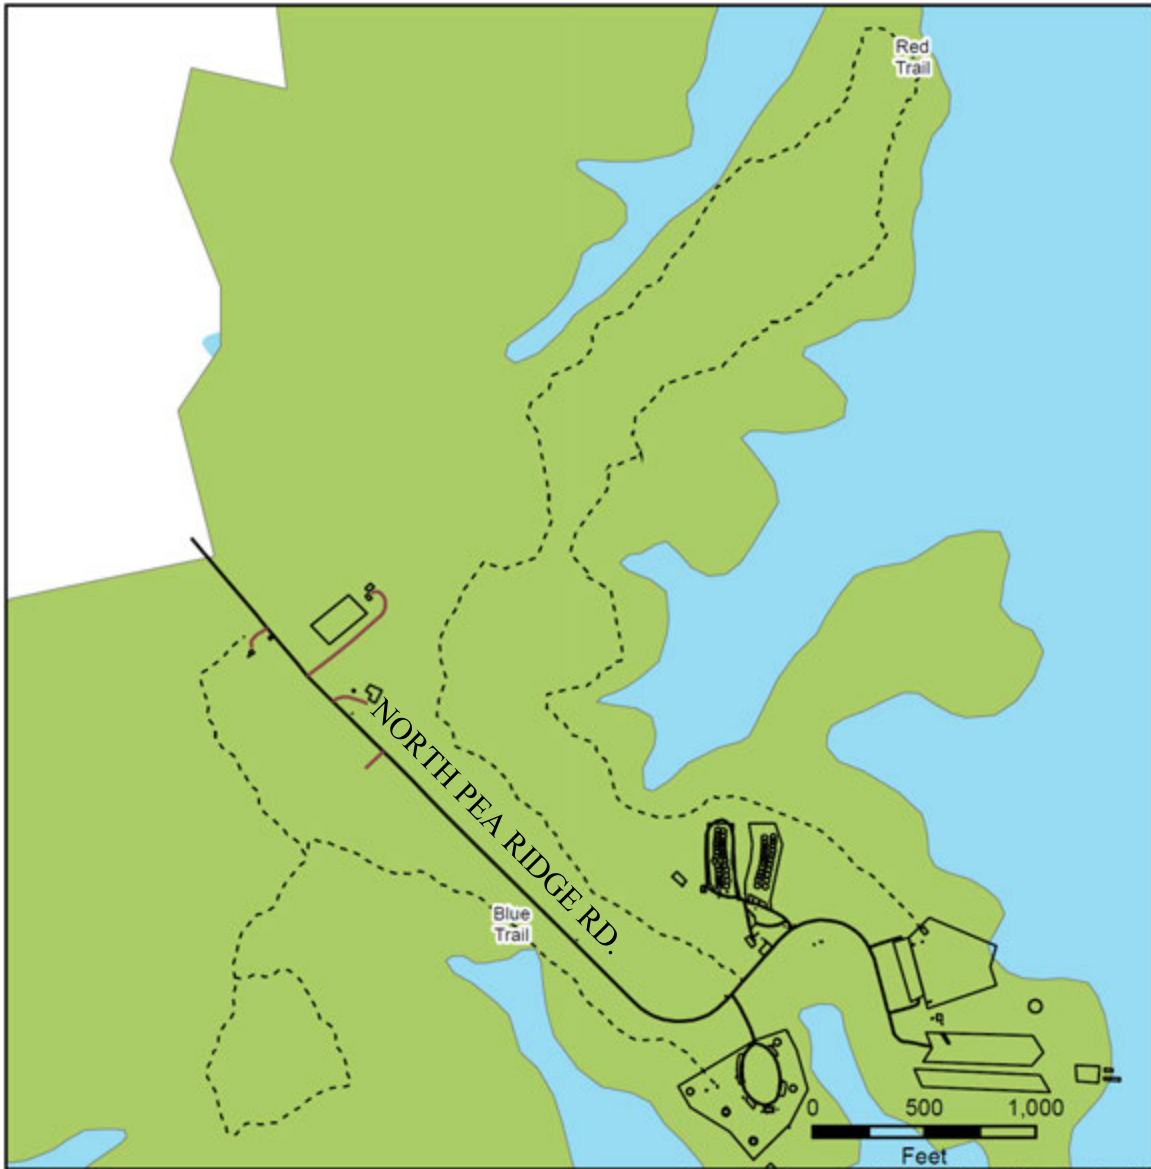 Red
Trail
NORTH PEA RIDGE RD.
Blue
Trail
0 500 1,000
Feet